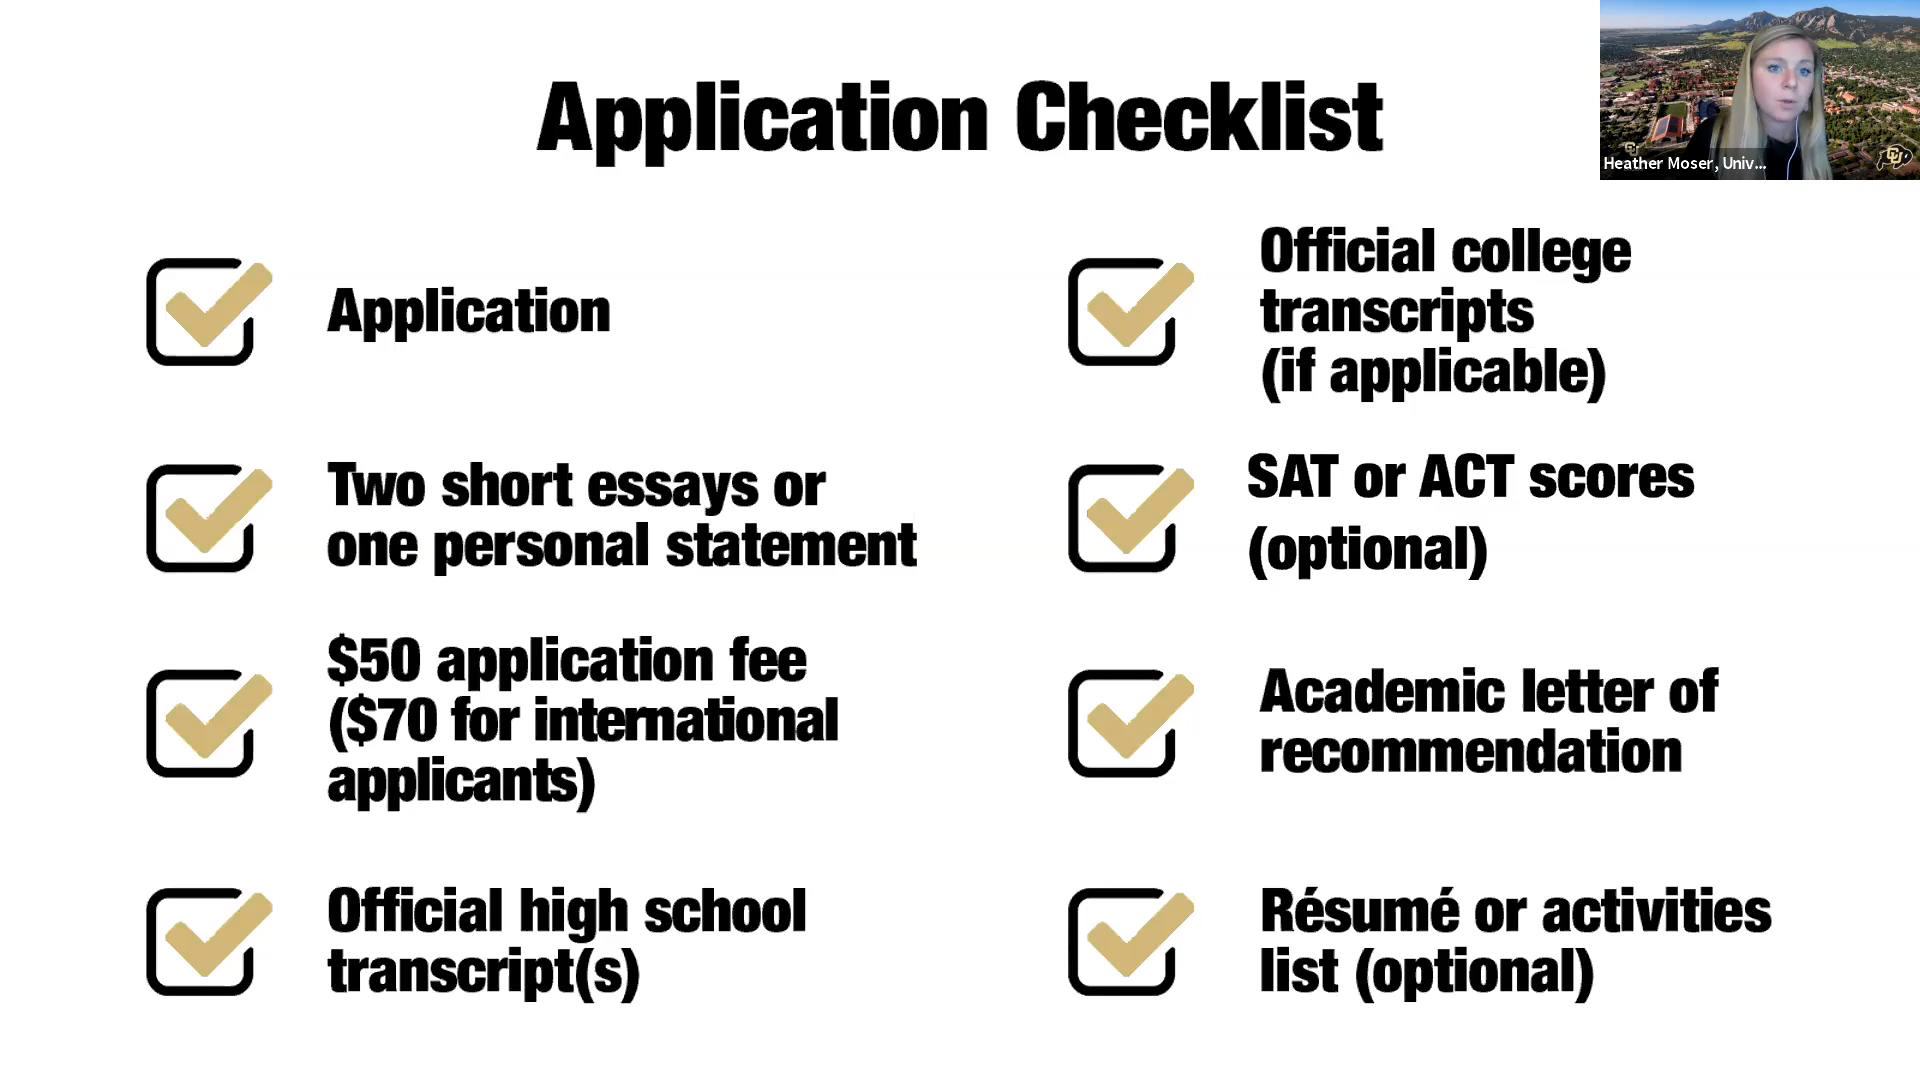 Application Checklist
Heather Moser, Univ...
Application
Two short essays or
one personal statement
$50 application fee
($70 for international
applicants)
Official high school
transcript(s)
Official college
transcripts
(if applicable)
SAT or ACT scores
(optional)
Academic letter of
recommendation
Résumé or activities
list (optional)
CU
CU